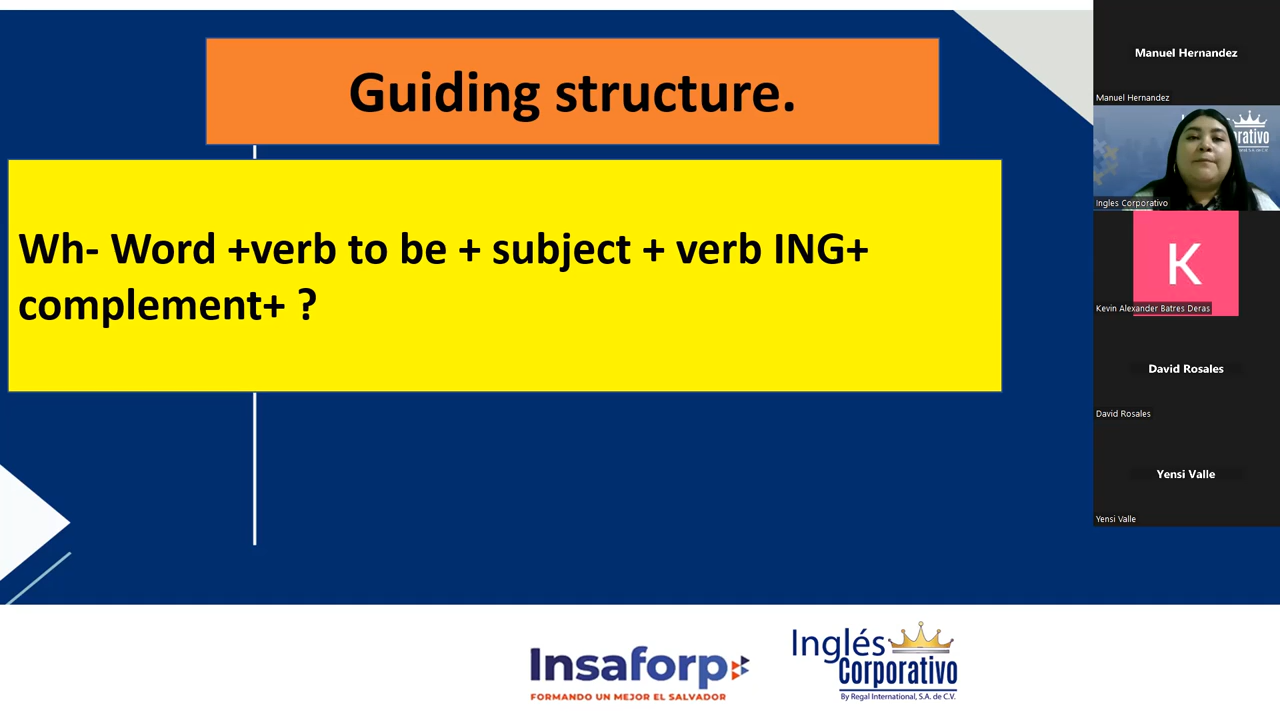 Guiding structure.
Wh- Word +verb to be + subject + verb ING+
complement+ ?
Insaforp
FORMANDO UN MEJOR EL SALVADOR
Inglés
Corporativo
By Regal International, S.A. de C.V.
Manuel Hernandez
Manuel Hernandez
Ingles Corporativo
K
Kevin Alexander Batres Deras
David Rosales
David Rosales
Yensi Valle
Yensi Valle